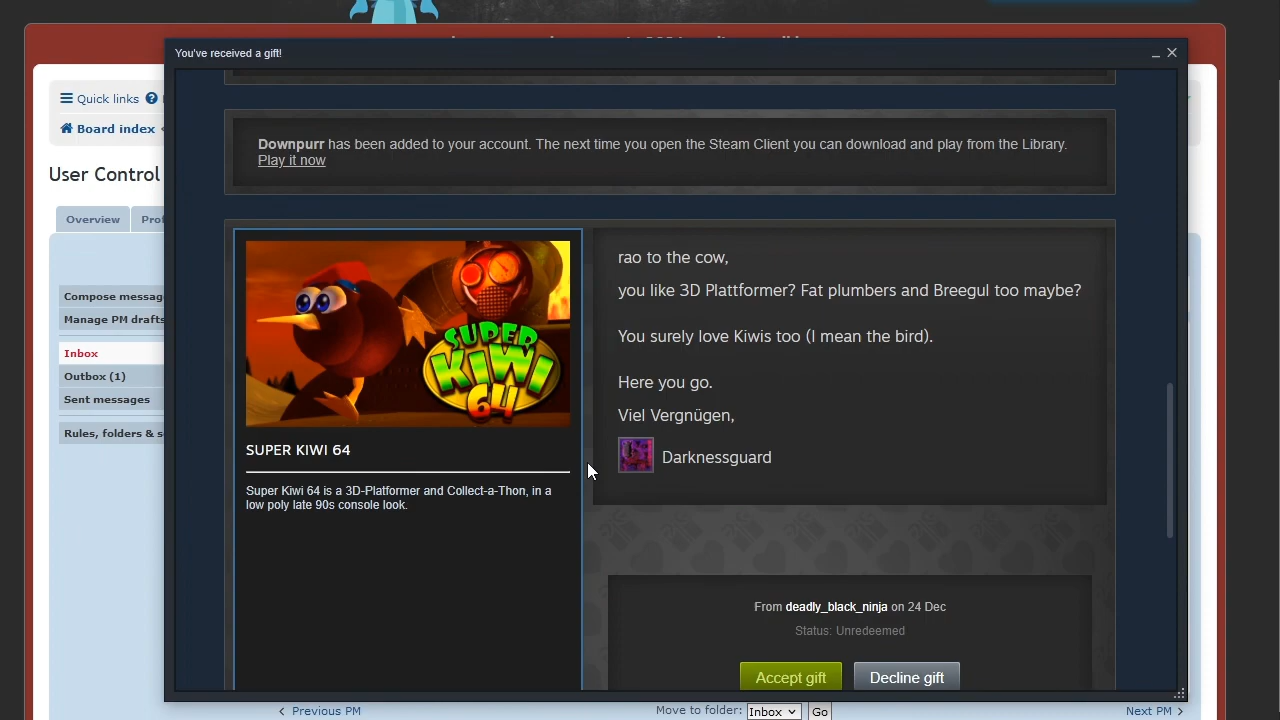 You've received a gift!
Quick links
Board index
User Control
Overview
Prof
Compose messag
Manage PM drafts
Inbox
Outbox (1)
Sent messages
Rules, folders & s
Downpurr has been added to your account. The next time you open the Steam Client you can download and play from the Library.
Play it now
SUPER
KIWI
64
SUPER KIWI 64
Super Kiwi 64 is a 3D-Platformer and Collect-a-Thon, in a
low poly late 90s console look.
rao to the cow,
you like 3D Plattformer? Fat plumbers and Breegul too maybe?
You surely love Kiwis too (I mean the bird).
Here you go.
Viel Vergnügen,
Darknessguard
From deadly_black_ninja on 24 Dec
Status: Unredeemed
Accept gift
Decline gift
Previous PM
Move to folder: Inbox Go
Next PM